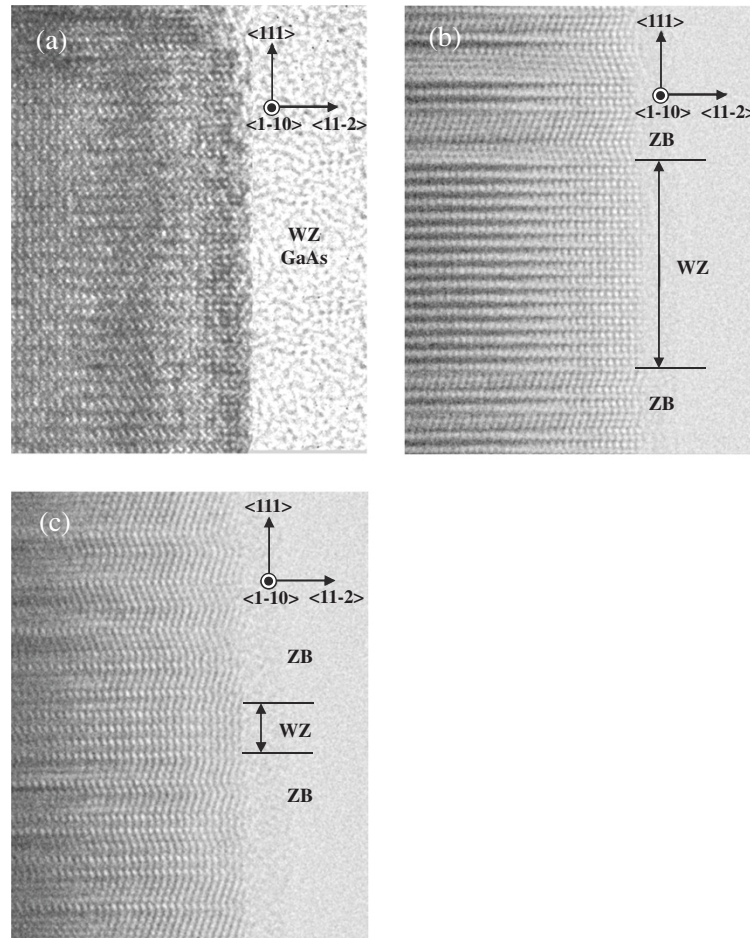 (a)
<111>
<1-10> <11-2>
WZ
GaAs
(b)
<111>
<1-10> <11-2>
ZB
WZ
ZB
(c)
<111>
<1-10> <11-2>
ZB
WZ
ZB